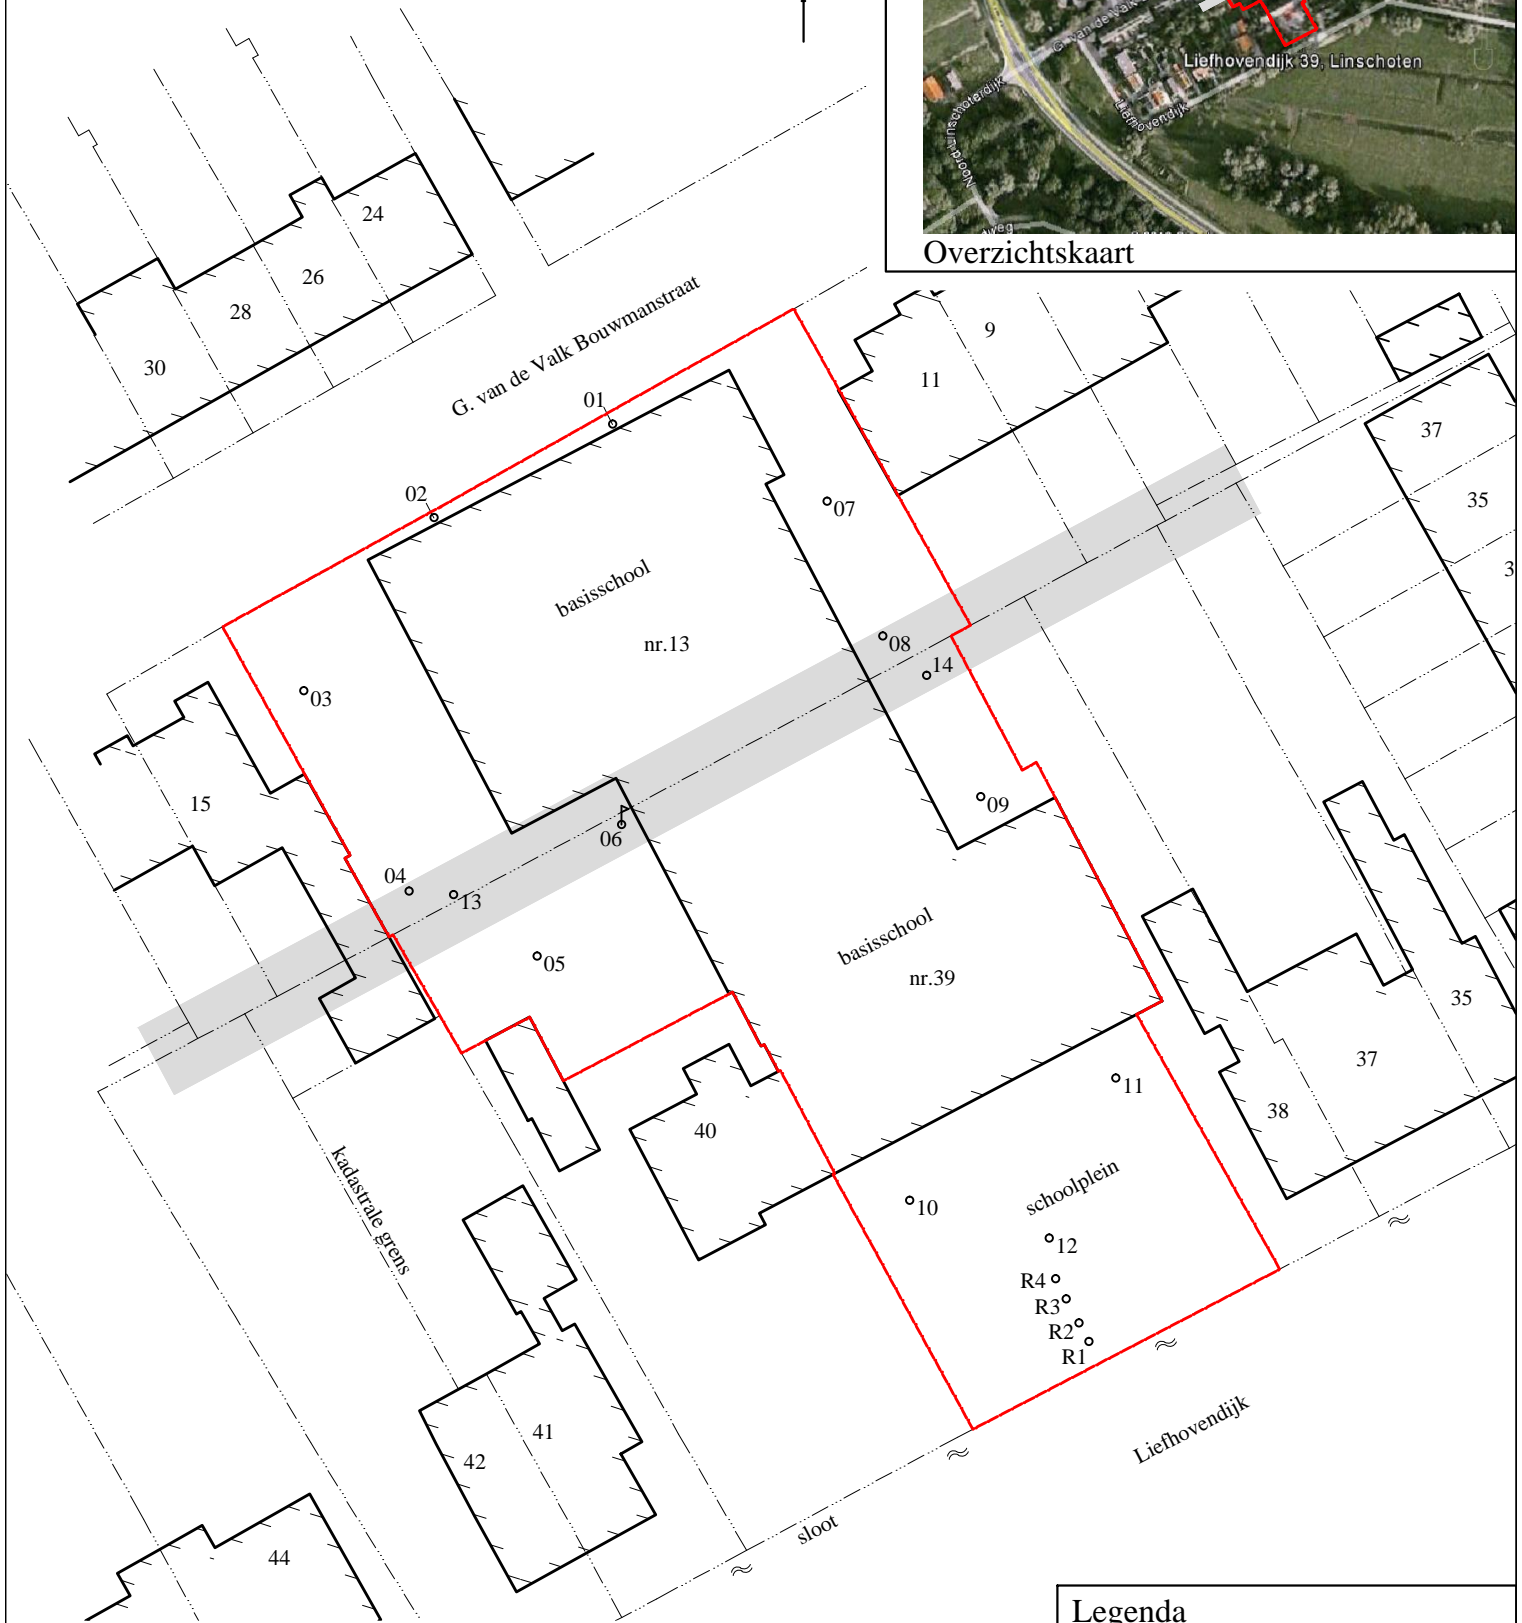 G. van de Valk
Liefhovendijk 39, Linschoten
Liefhovendijk
Noord Linschoterdijk
Overzichtskaart
24
26
28
30
G. van de Valk Bouwmanstraat
9
11
01
02
37
35
07
basisschool
nr.13
08
14
03
15
09
06
04
13
05
basisschool
nr.39
35
37
38
11
40
kadastrale grens
schoolplein
10
12
R4
R3
R2
R1
41
42
Liefhovendijk
sloot
44
Legenda